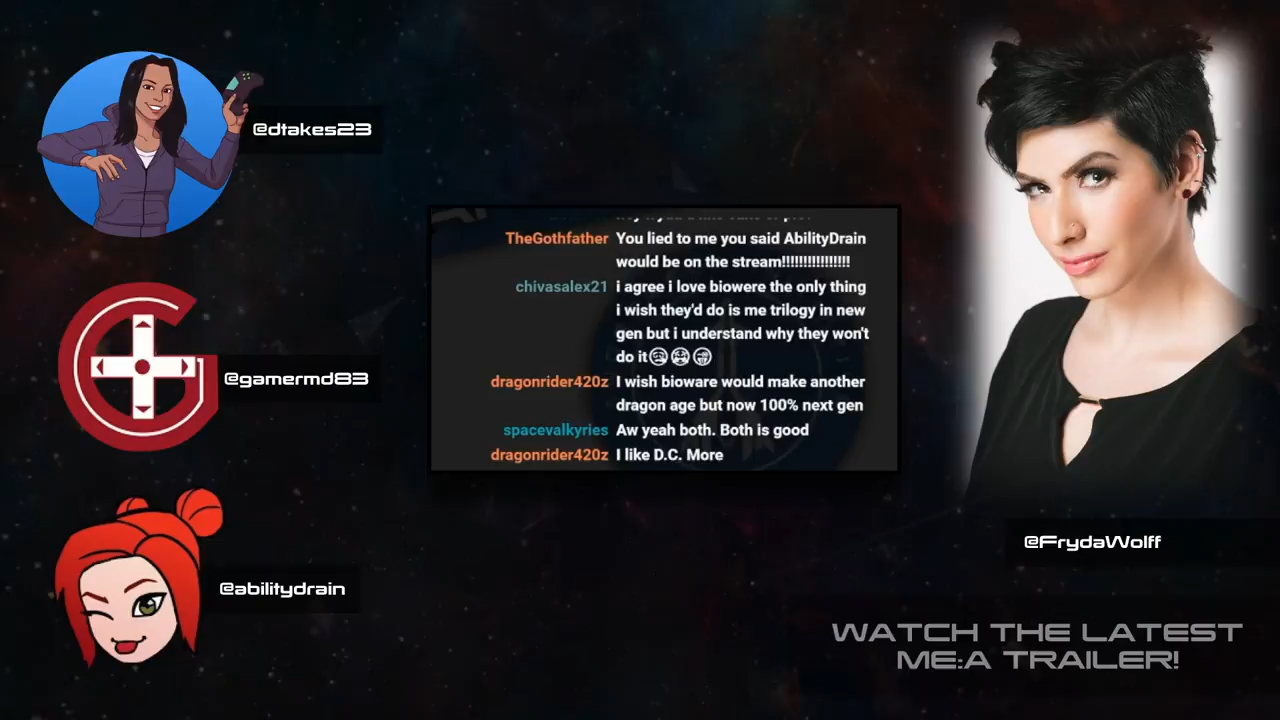 @dtakes23
@gamermd83
@abilitydrain
TheGothfather You lied to me you said AbilityDrain
would be on the stream!!!!!!!!!!!!!!!!
chivasalex21 i agree i love biowere the only thing
i wish they'd do is me trilogy in new
gen but i understand why they won't
do it
dragonrider420z I wish bioware would make another
dragon age but now 100% next gen
spacevalkyries Aw yeah both. Both is good
dragonrider420z I like D.C. More
@FrydaWolff
WATCH THE LATEST
ME:A TRAILER!